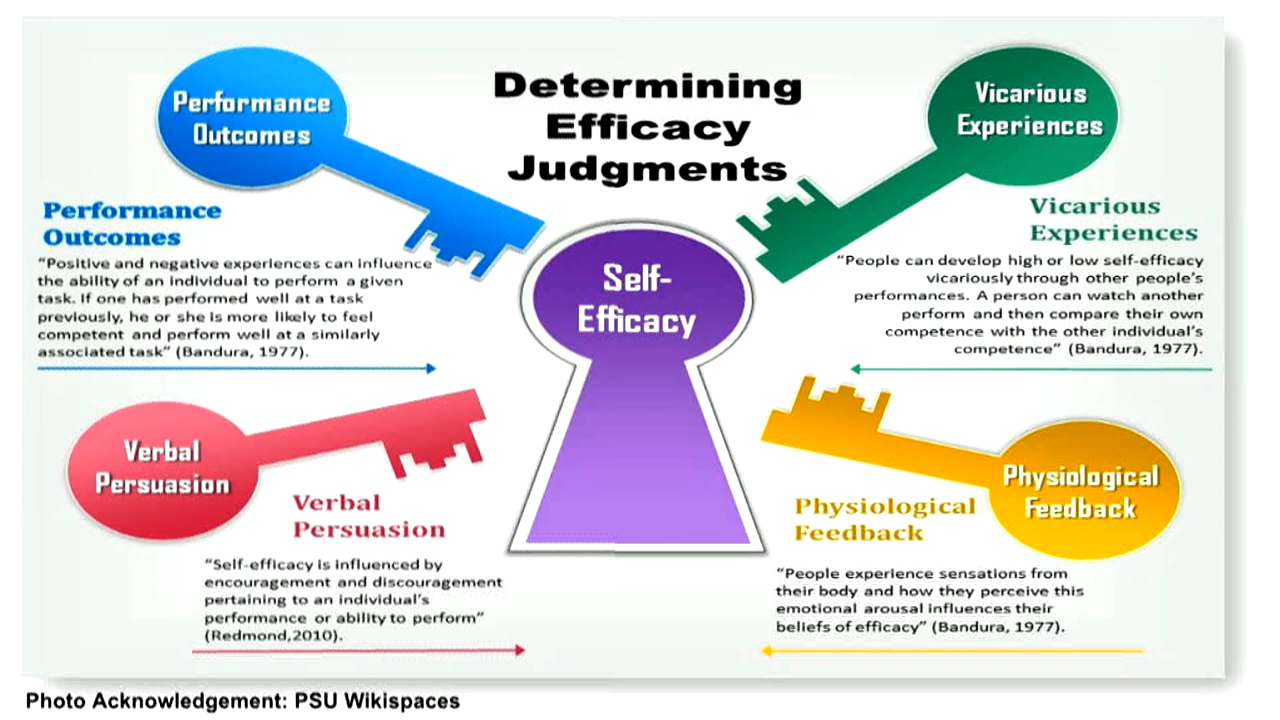 Determining
Efficacy
Judgments
Performance
Outcomes
Vicarious
Experiences
Performance
Outcomes
"Positive and negative experiences can influence
the ability of an individual to perform a given
task. If one has performed well at a task
previously, he or she is more likely to feel
competent and perform well at a similarly
associated task" (Bandura, 1977).
Self-
Efficacy
Vicarious
Experiences
"People can develop high or low self-efficacy
vicariously through other people's
performances. A person can watch another
perform and then compare their own
competence with the other individual's
competence" (Bandura, 1977).
Verbal
Persuasion
Verbal
Persuasion
"Self-efficacy is influenced by
encouragement and discouragement
pertaining to an individual's
performance or ability to perform"
(Redmond,2010).
Physiological
Feedback
Physiological
Feedback
"People experience sensations from
their body and how they perceive this
emotional arousal influences their
beliefs of efficacy" (Bandura, 1977).
Photo Acknowledgement: PSU Wikispaces